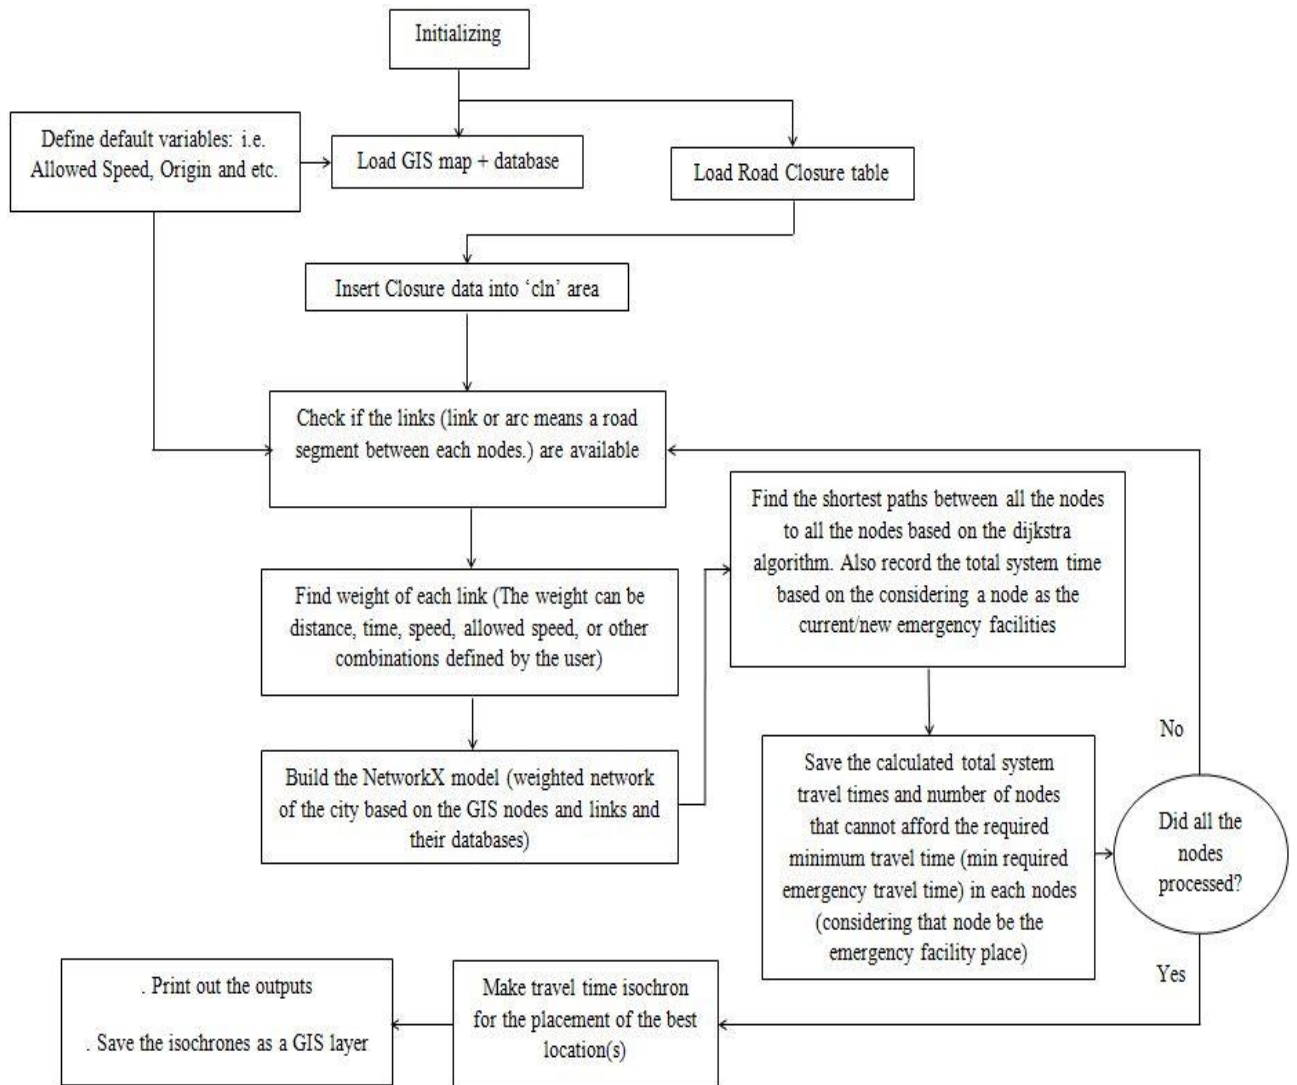 Initializing
Define default variables: i.e.
Allowed Speed, Origin and etc.
Load GIS map + database
Load Road Closure table
Insert Closure data into ‘cln’ area
Check if the links (link or arc means a road
segment between each nodes.) are available
Find weight of each link (The weight can be
distance, time, speed, allowed speed, or other
combinations defined by the user)
Build the NetworkX model (weighted network
of the city based on the GIS nodes and links and
their databases)
Find the shortest paths between all the nodes
to all the nodes based on the dijkstra
algorithm. Also record the total system time
based on the considering a node as the
current/new emergency facilities
Save the calculated total system
travel times and number of nodes
that cannot afford the required
minimum travel time (min required
emergency travel time) in each nodes
(considering that node be the
emergency facility place)
No
Did all the
nodes
processed?
Yes
Make travel time isochron
for the placement of the best
location(s)
. Print out the outputs
. Save the isochrones as a GIS layer